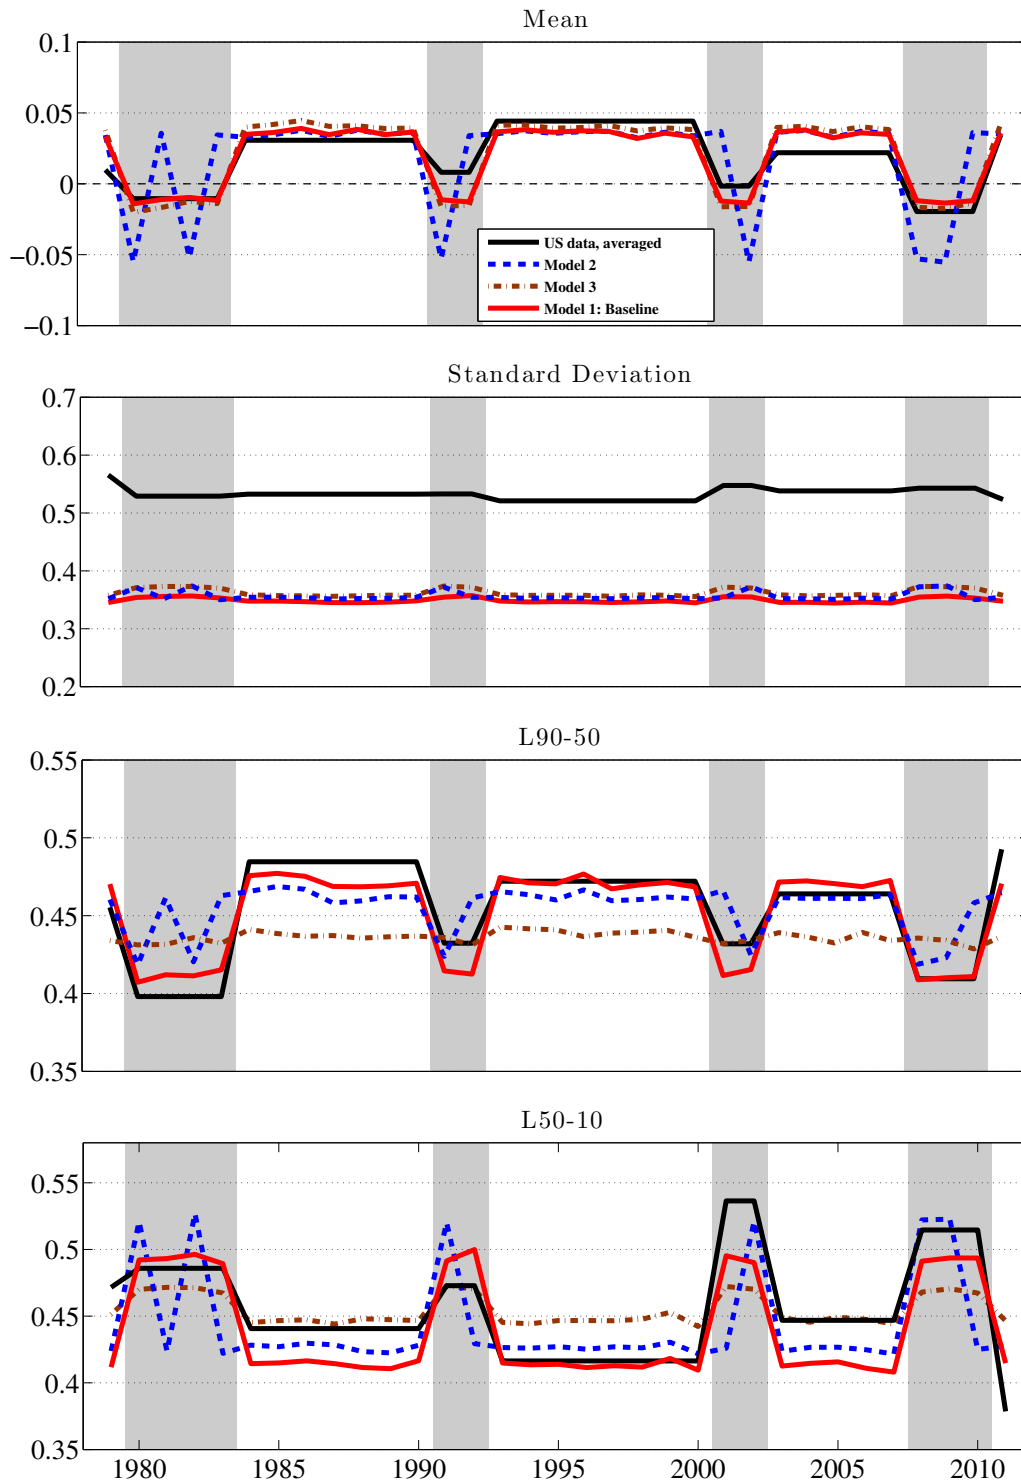 Mean
0.1
0.05
0
−0.05
−0.1
US data, averaged
Model 2
Model 3
Model 1: Baseline
Standard Deviation
0.7
0.6
0.5
0.4
0.3
0.2
L90-50
0.55
0.5
0.45
0.4
0.35
L50-10
0.55
0.5
0.45
0.4
0.35
1980 1985 1990 1995 2000 2005 2010